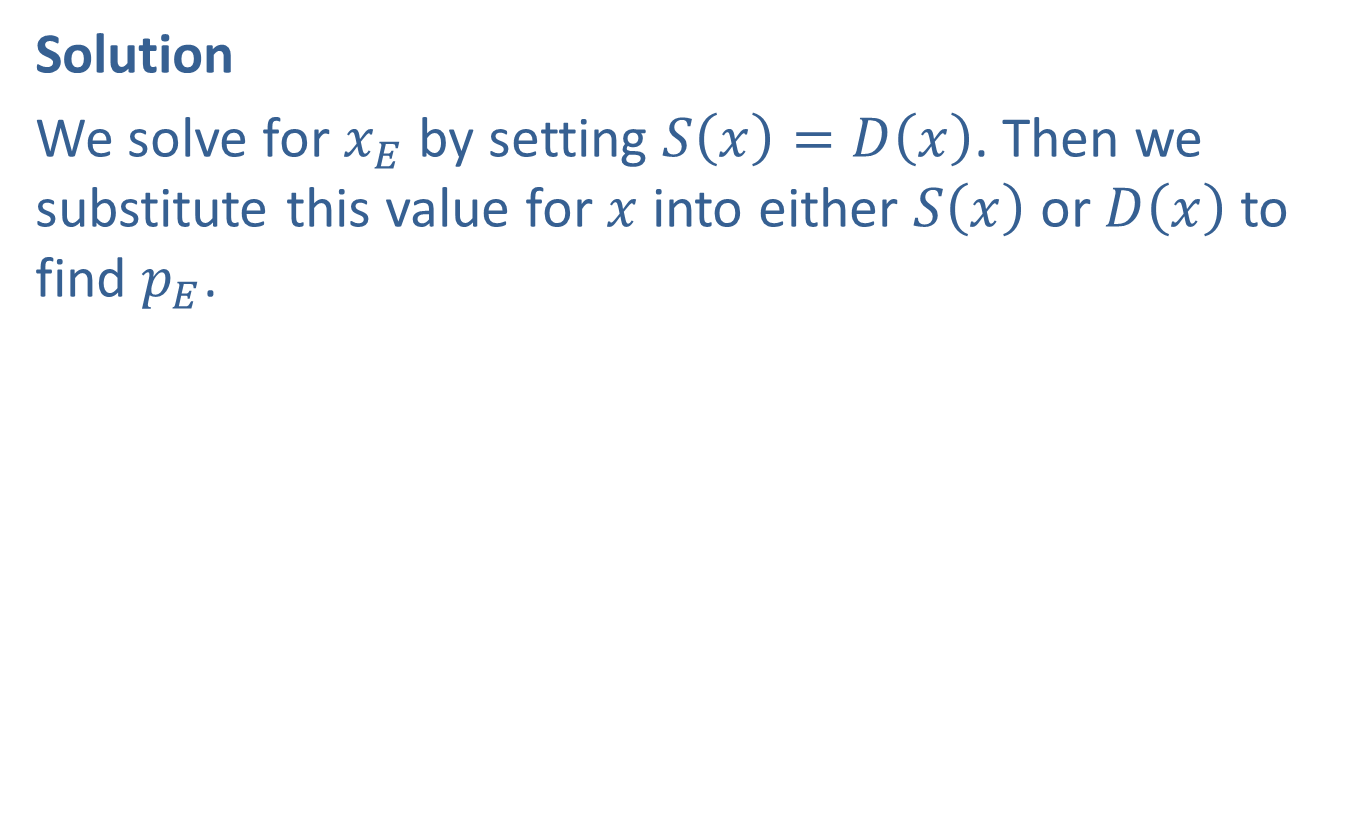 Solution
We solve for x_E by setting S(x) = D(x). Then we
substitute this value for x into either S(x) or D(x) to
find p_E.